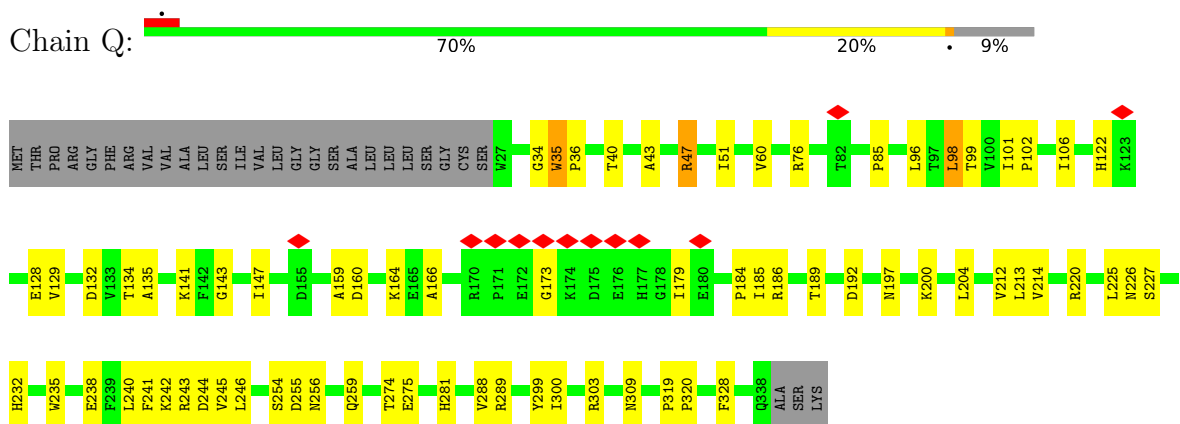 Chain Q: 70% 20% 9%
MET THR PRO ARG GLY PHE ARG VAL VAL ALA LEU SER ILE VAL LEU GLY GLY SER ALA LEU LEU LEU SER GLY CYS SER W27 G34 W35 P36 T40 A43 R47 I51 V60 R76 T82 P85 L96 T97 L98 T99 V100 I101 P102 I106 H122 K123
E128 V129 D132 V133 T134 A135 K141 F142 G143 I147 D155 A159 D160 K164 E165 A166 R170 P171 E172 G173 K174 D175 E176 H177 G178 I179 E180 P184 I185 R186 T189 D192 N197 K200 L204 V212 L213 V214 R220 L225 N226 S227
H232 W235 E238 F239 L240 F241 K242 R243 D244 V245 L246 S254 D255 N256 Q259 T274 E275 H281 V288 R289 Y299 I300 R303 N309 P319 P320 F328 Q338 ALA SER LYS